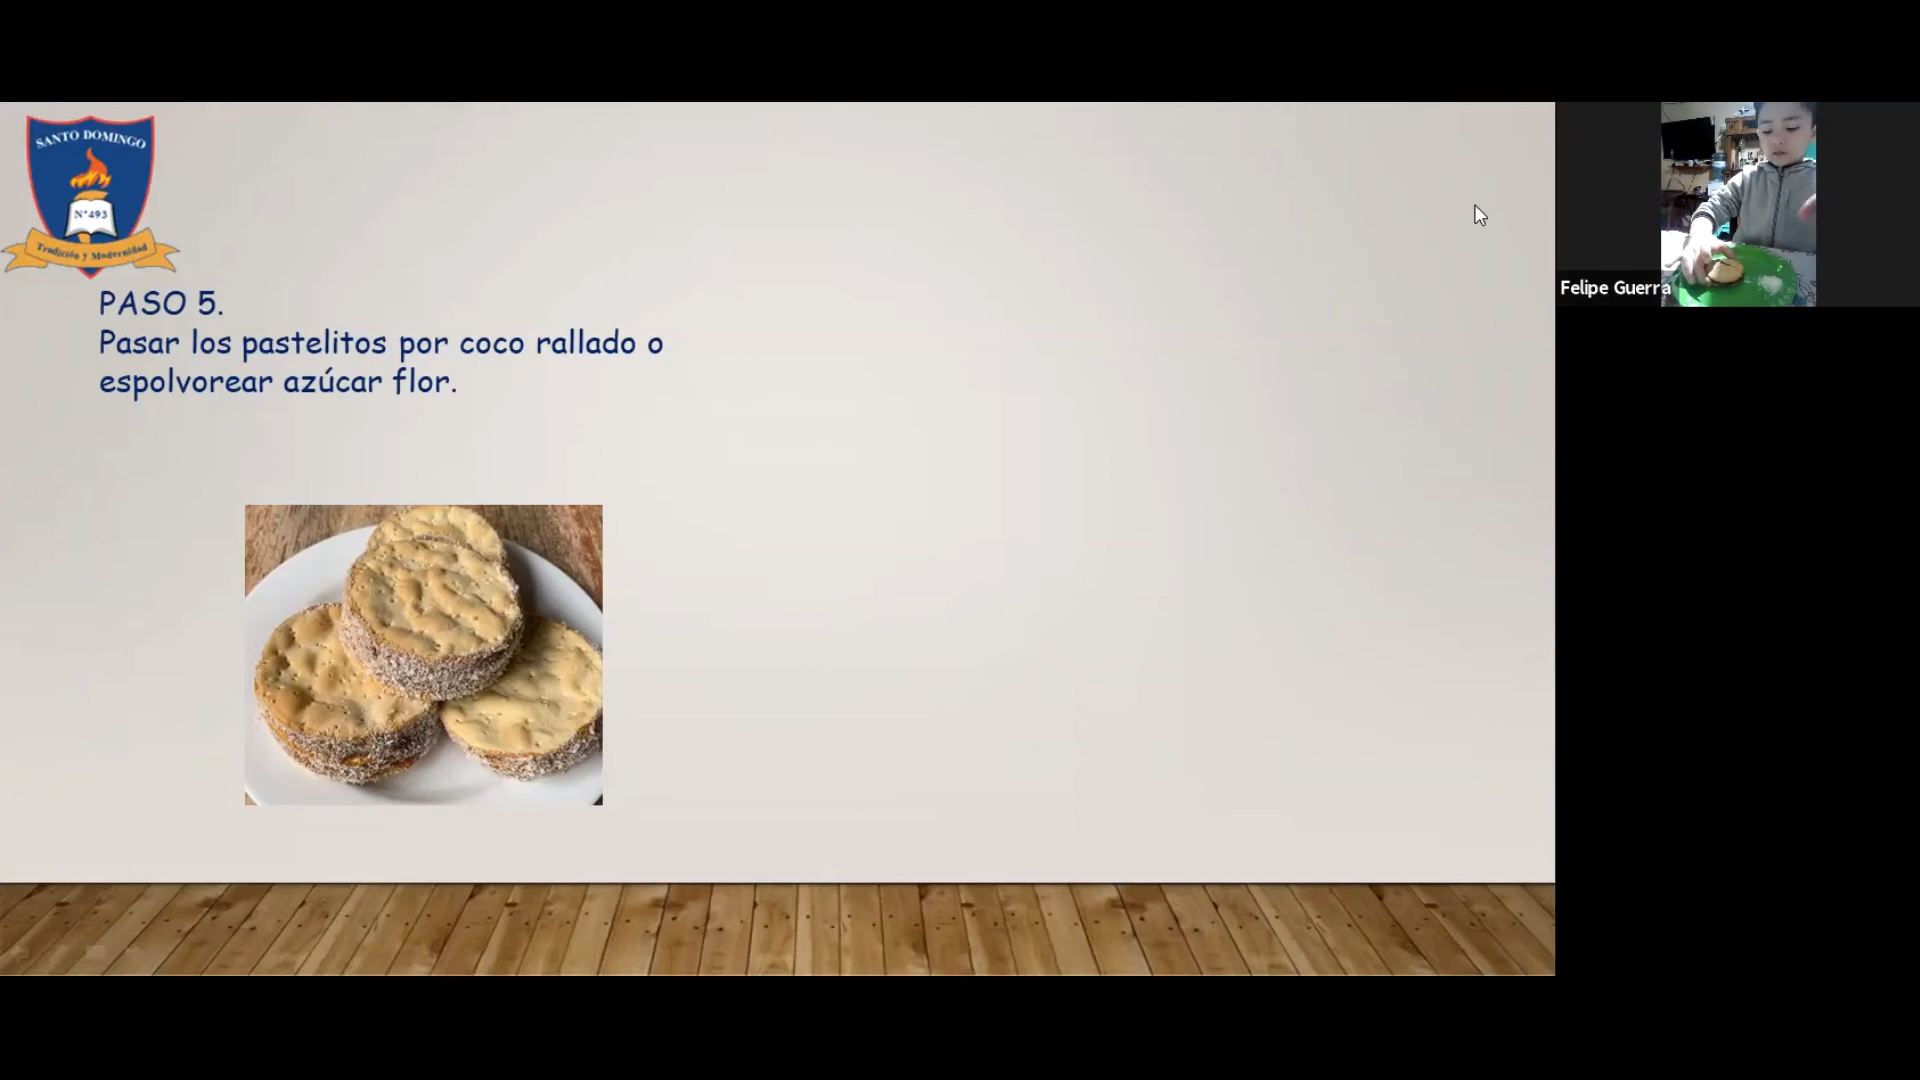 SANTO DOMINGO
N°493
Tradición y Modernidad
PASO 5.
Pasar los pastelitos por coco rallado o
espolvorear azúcar flor.
Felipe Guerra